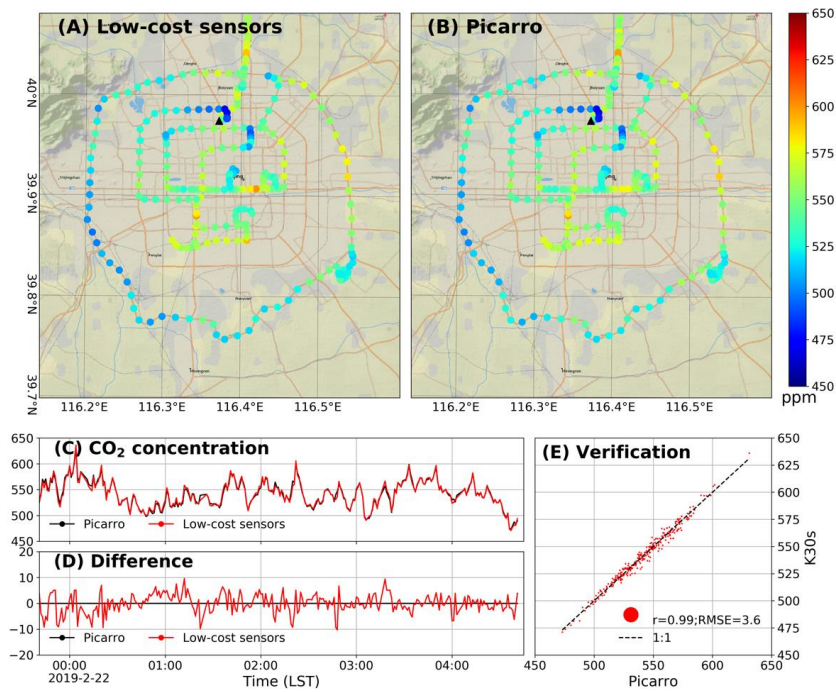 (A) Low-cost sensors
(B) Picarro
40°N
39.9°N
39.8°N
39.7°N
116.2°E
116.3°E
116.4°E
116.5°E
116.2°E
116.3°E
116.4°E
116.5°E
650
625
600
575
550
525
500
475
450
ppm
(C) CO₂ concentration
650
600
550
500
450
Picarro
Low-cost sensors
(D) Difference
20
10
0
−10
−20
Picarro
Low-cost sensors
00:00
01:00
02:00
03:00
04:00
2019-2-22
Time (LST)
(E) Verification
650
625
600
575
550
525
500
475
450
K30s
r=0.99;RMSE=3.6
1:1
450
500
550
600
650
Picarro